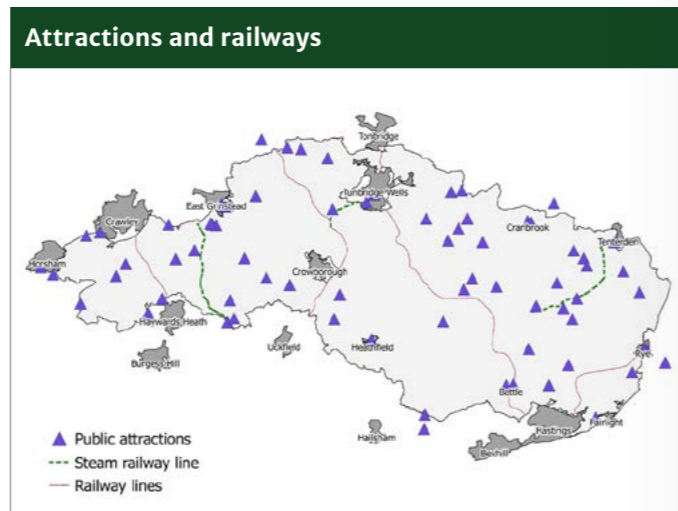 Attractions and railways
Tonbridge
Tunbridge Wells
East Grinstead
Crawley
Cranbrook
Tenterden
Horsham
Crowborough
Haywards Heath
Uckfield
Heathfield
Burgess Hill
Rye
Battle
Hastings
Fairlight
Hailsham
Bexhill
Public attractions
Steam railway line
Railway lines